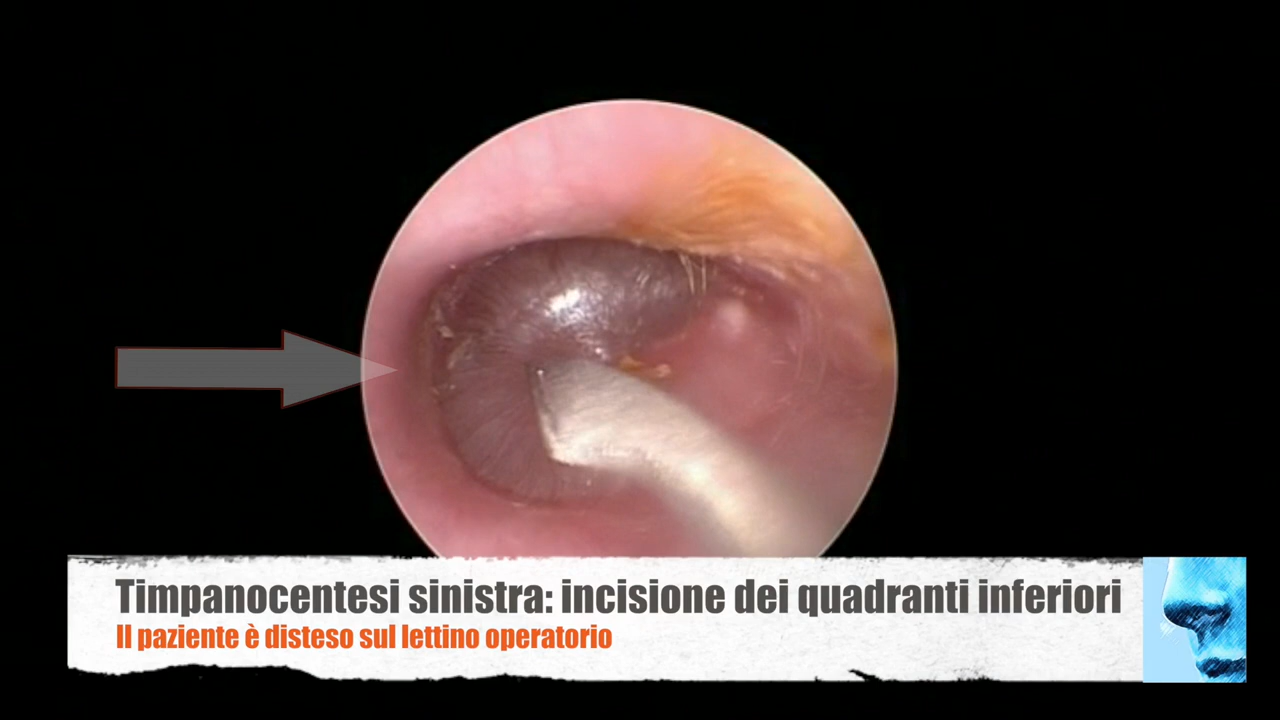 Timpanocentesi sinistra: incisione dei quadranti inferiori
Il paziente è disteso sul lettino operatorio